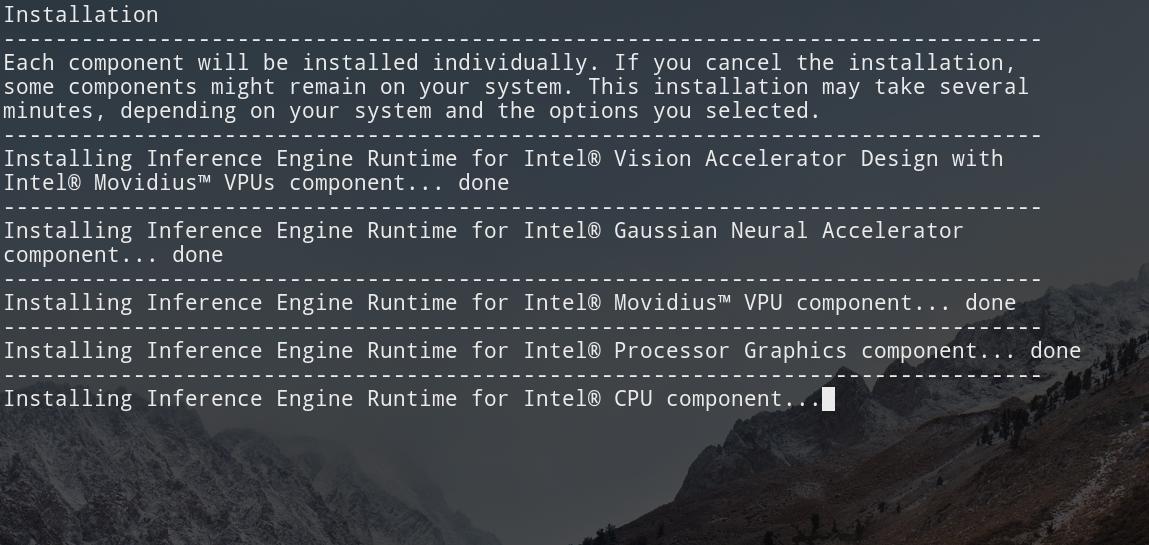 Installation
--------------------------------------------------------------------------------
Each component will be installed individually. If you cancel the installation,
some components might remain on your system. This installation may take several
minutes, depending on your system and the options you selected.
--------------------------------------------------------------------------------
Installing Inference Engine Runtime for Intel® Vision Accelerator Design with
Intel® Movidius™ VPUs component... done
--------------------------------------------------------------------------------
Installing Inference Engine Runtime for Intel® Gaussian Neural Accelerator
component... done
--------------------------------------------------------------------------------
Installing Inference Engine Runtime for Intel® Movidius™ VPU component... done
--------------------------------------------------------------------------------
Installing Inference Engine Runtime for Intel® Processor Graphics component... done
--------------------------------------------------------------------------------
Installing Inference Engine Runtime for Intel® CPU component...